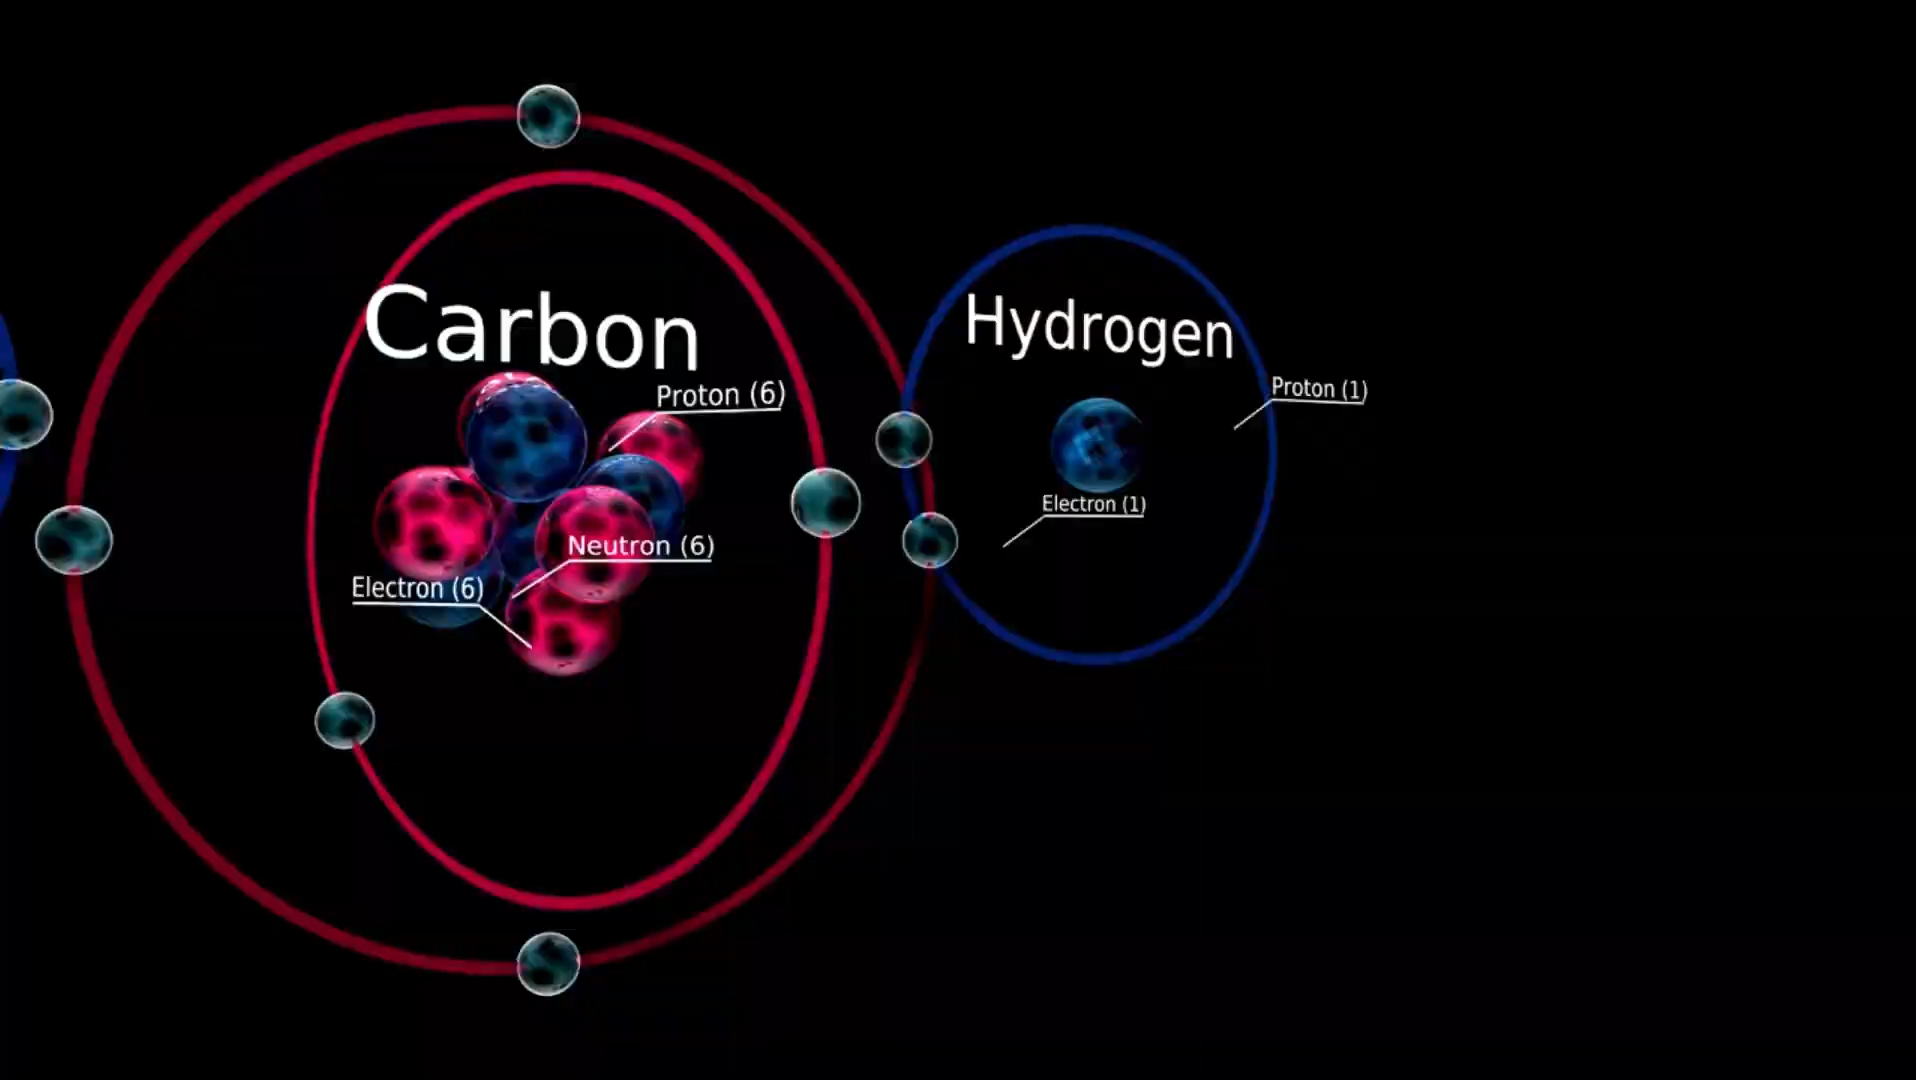 Carbon
Proton (6)
Neutron (6)
Electron (6)
Hydrogen
Proton (1)
Electron (1)